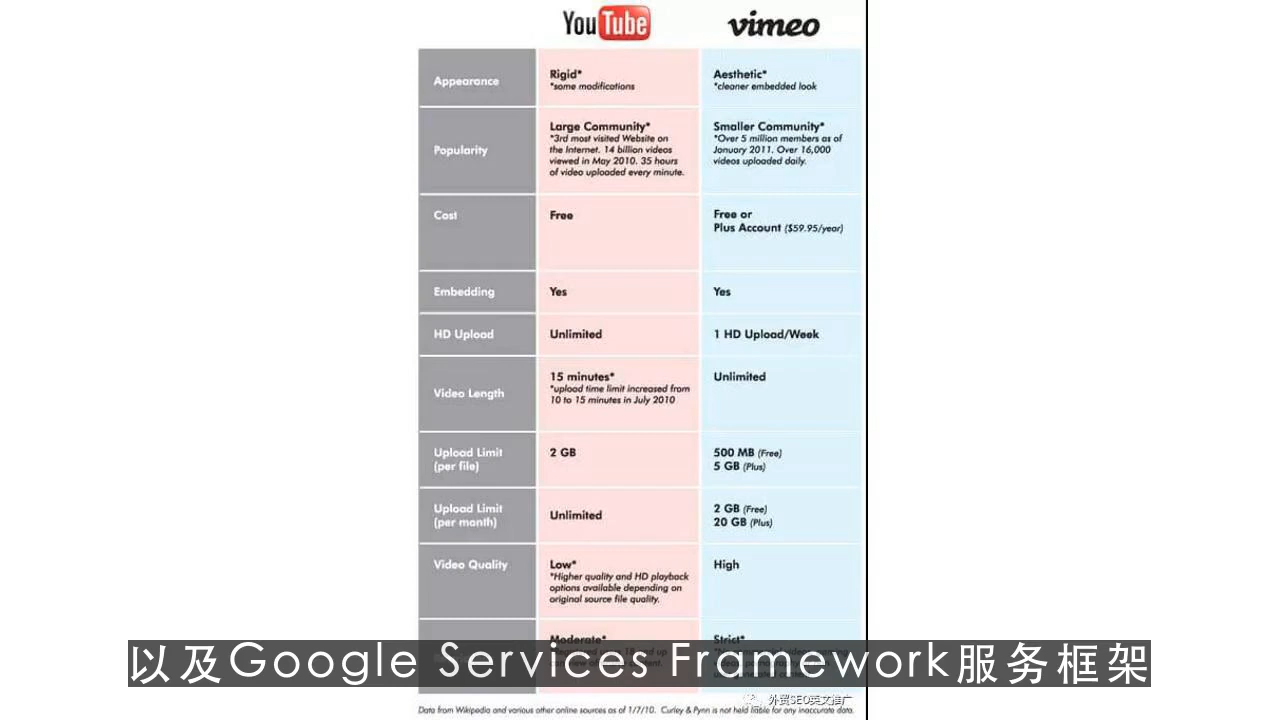 YouTube vimeo
Appearance
Rigid*
*some modifications
Aesthetic*
*cleaner embedded look
Popularity
Large Community*
*3rd most visited Website on
the Internet. 14 billion videos
viewed in May 2010. 35 hours
of video uploaded every minute.
Smaller Community*
*Over 5 million members as of
January 2011. Over 16,000
videos uploaded daily.
Cost
Free
Free or
Plus Account ($59.95/year)
Embedding
Yes
Yes
HD Upload
Unlimited
1 HD Upload/Week
Video Length
15 minutes*
*upload time limit increased from
10 to 15 minutes in July 2010
Unlimited
Upload Limit
(per file)
2 GB
500 MB (Free)
5 GB (Plus)
Upload Limit
(per month)
Unlimited
2 GB (Free)
20 GB (Plus)
Video Quality
Low*
*Higher quality and HD playback
options available depending on
original source file quality.
High
Moderate*
Strict*
以及Google Services Framework服务框架
外贸SEO英文推广
Data from Wikipedia and various other online sources as of 1/7/10. Curley & Pynn is not held liable for any inaccurate data.